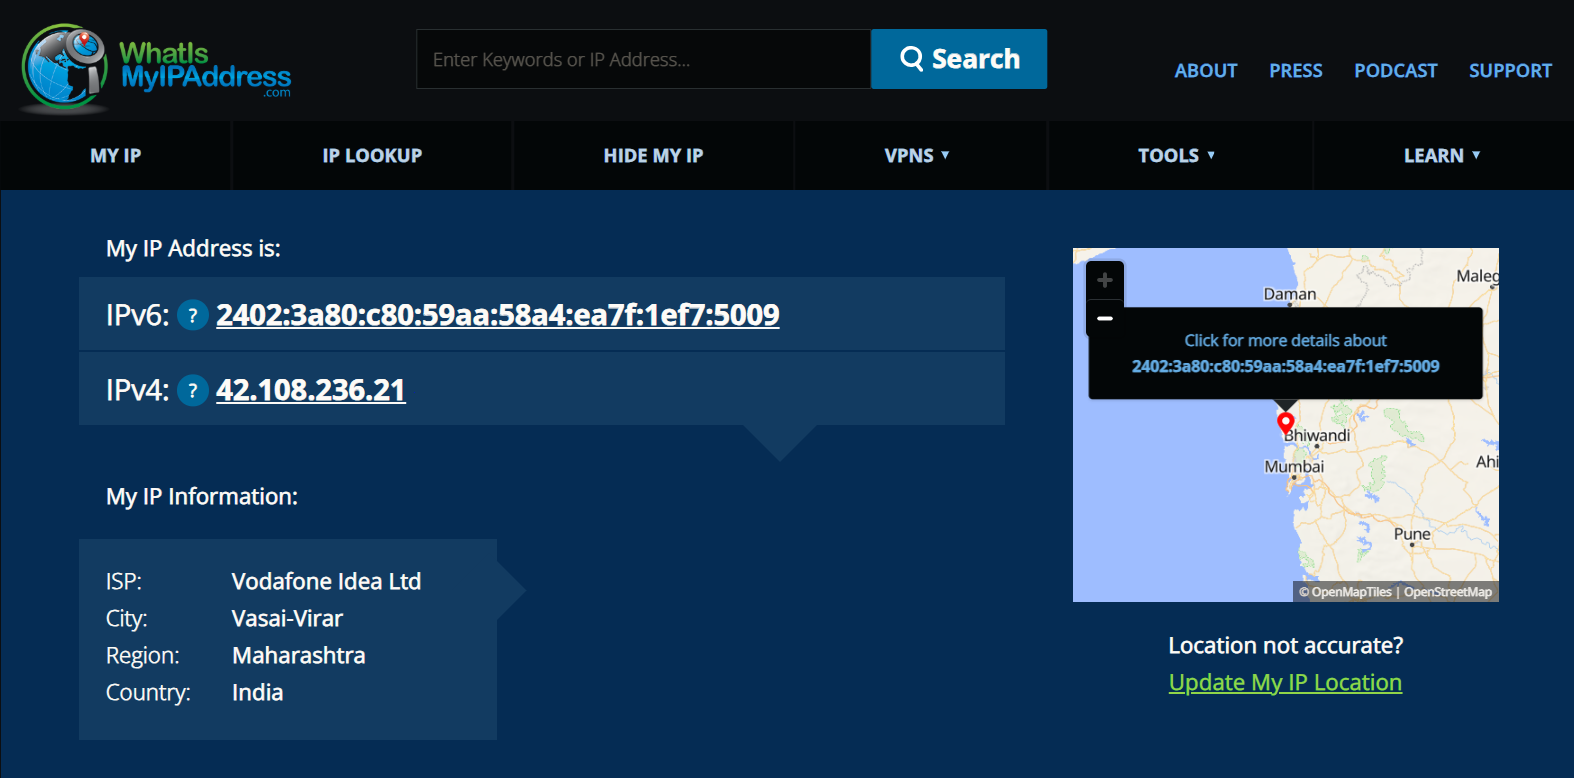 WhatIs
MyIPAddress
.com
Enter Keywords or IP Address...
Search
ABOUT PRESS PODCAST SUPPORT
MY IP IP LOOKUP HIDE MY IP VPNS ▼ TOOLS ▼ LEARN ▼
My IP Address is:
IPv6: ? 2402:3a80:c80:59aa:58a4:ea7f:1ef7:5009
IPv4: ? 42.108.236.21
My IP Information:
ISP: Vodafone Idea Ltd
City: Vasai-Virar
Region: Maharashtra
Country: India
+
−
Maleg
Daman
Click for more details about
2402:3a80:c80:59aa:58a4:ea7f:1ef7:5009
Bhiwandi
Mumbai
Ahi
Pune
© OpenMapTiles | OpenStreetMap
Location not accurate?
Update My IP Location